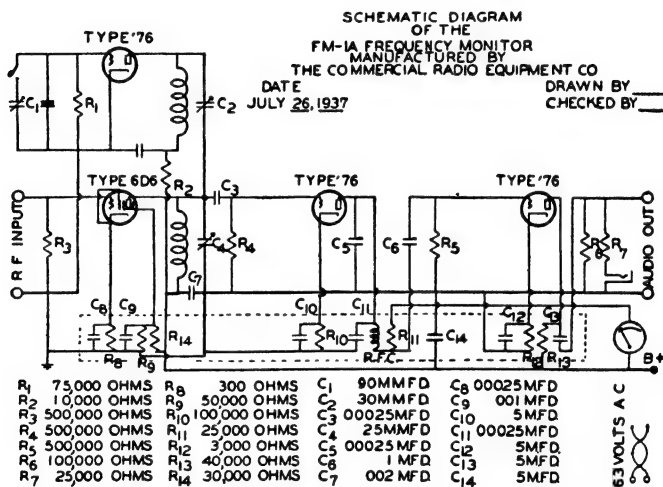 SCHEMATIC DIAGRAM
OF THE
FM-1A FREQUENCY MONITOR
MANUFACTURED BY
THE COMMERCIAL RADIO EQUIPMENT CO
DATE
JULY 26, 1937
DRAWN BY
CHECKED BY
TYPE '76
C1
R1
C2
TYPE 6D6
R2
C3
TYPE '76
TYPE '76
RF INPUT
R3
C4
R4
C5
C6
R5
R6
R7
AUDIO OUT
C7
C8
C9
C10
C11
C12
C13
R8
R9
R14
R10
R.F.C.
R11
C14
R12
R13
B+
R1 75,000 OHMS
R2 10,000 OHMS
R3 500,000 OHMS
R4 500,000 OHMS
R5 500,000 OHMS
R6 100,000 OHMS
R7 25,000 OHMS
R8 300 OHMS
R9 50,000 OHMS
R10 100,000 OHMS
R11 25,000 OHMS
R12 3,000 OHMS
R13 40,000 OHMS
R14 30,000 OHMS
C1 90MMFD.
C2 30MMFD
C3 00025MFD
C4 25MMFD
C5 00025MFD
C6 1 MFD
C7 002 MFD
C8 00025 MFD
C9 001 MFD
C10 5MFD
C11 00025MFD
C12 5MFD.
C13 5MFD
C14 5MFD
63 VOLTS AC